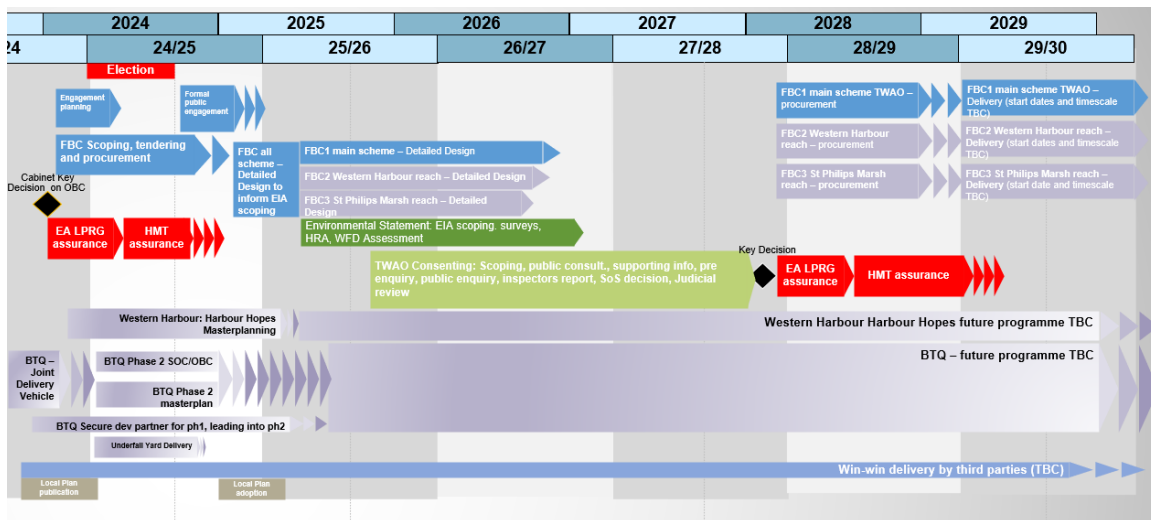 2024 2025 2026 2027 2028 2029
24 24/25 25/26 26/27 27/28 28/29 29/30
Election
Engagement
planning
Formal
public
engagement
FBC Scoping, tendering
and procurement
FBC all
scheme –
Detailed
Design to
inform EIA
scoping
FBC1 main scheme – Detailed Design
FBC2 Western Harbour reach – Detailed Design
FBC3 St Philips Marsh reach – Detailed
Design
FBC1 main scheme TWAO –
procurement
FBC1 main scheme TWAO –
Delivery (start dates and timescale
TBC)
FBC2 Western Harbour
reach – procurement
FBC2 Western Harbour reach –
Delivery (start dates and timescale
TBC)
FBC3 St Philips Marsh
reach – procurement
FBC3 St Philips Marsh reach –
Delivery (start date and timescale
TBC)
Cabinet Key
Decision on OBC
EA LPRG
assurance
HMT
assurance
Environmental Statement: EIA scoping. surveys,
HRA, WFD Assessment
TWAO Consenting: Scoping, public consult., supporting info, pre
enquiry, public enquiry, inspectors report, SoS decision, Judicial
review
Key Decision
EA LPRG
assurance
HMT assurance
Western Harbour: Harbour Hopes
Masterplanning
Western Harbour Harbour Hopes future programme TBC
BTQ –
Joint
Delivery
Vehicle
BTQ Phase 2 SOC/OBC
BTQ Phase 2
masterplan
BTQ – future programme TBC
BTQ Secure dev partner for ph1, leading into ph2
Underfall Yard Delivery
Win-win delivery by third parties (TBC)
Local Plan
publication
Local Plan
adoption